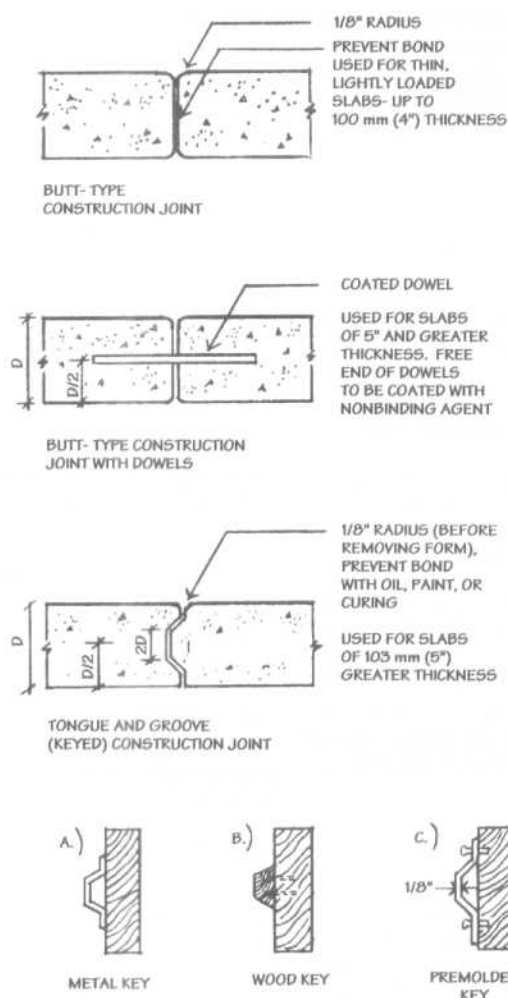 1/8" RADIUS
PREVENT BOND
USED FOR THIN,
LIGHTLY LOADED
SLABS- UP TO
100 mm (4") THICKNESS
BUTT- TYPE
CONSTRUCTION JOINT
COATED DOWEL
USED FOR SLABS
OF 5" AND GREATER
THICKNESS. FREE
END OF DOWELS
TO BE COATED WITH
NONBINDING AGENT
D
D/2
BUTT- TYPE CONSTRUCTION
JOINT WITH DOWELS
1/8" RADIUS (BEFORE
REMOVING FORM),
PREVENT BOND
WITH OIL, PAINT, OR
CURING
USED FOR SLABS
OF 103 mm (5")
GREATER THICKNESS
D
D/2
2D
TONGUE AND GROOVE
(KEYED) CONSTRUCTION JOINT
A.)
B.)
C.)
1/8"
METAL KEY
WOOD KEY
PREMOLDE
KEY